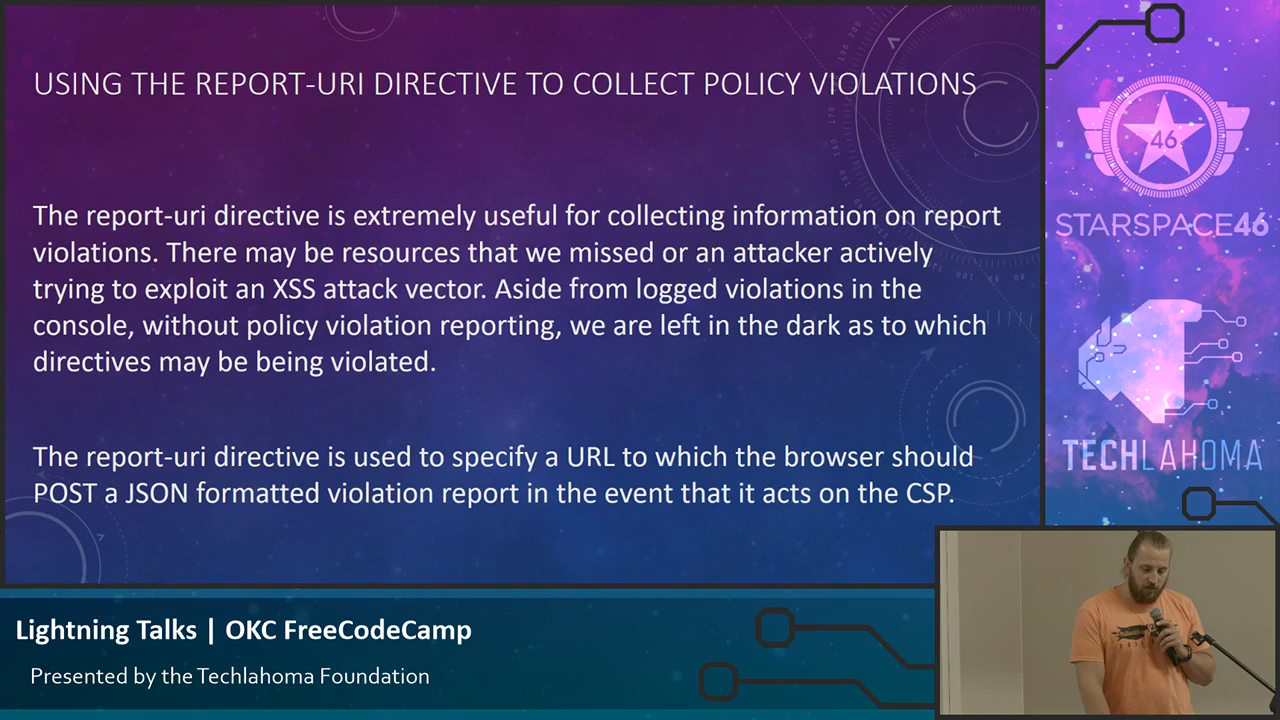 USING THE REPORT-URI DIRECTIVE TO COLLECT POLICY VIOLATIONS
The report-uri directive is extremely useful for collecting information on report
violations. There may be resources that we missed or an attacker actively
trying to exploit an XSS attack vector. Aside from logged violations in the
console, without policy violation reporting, we are left in the dark as to which
directives may be being violated.
The report-uri directive is used to specify a URL to which the browser should
POST a JSON formatted violation report in the event that it acts on the CSP.
46
STARSPACE46
TECHLAHOMA
Lightning Talks | OKC FreeCodeCamp
Presented by the Techlahoma Foundation